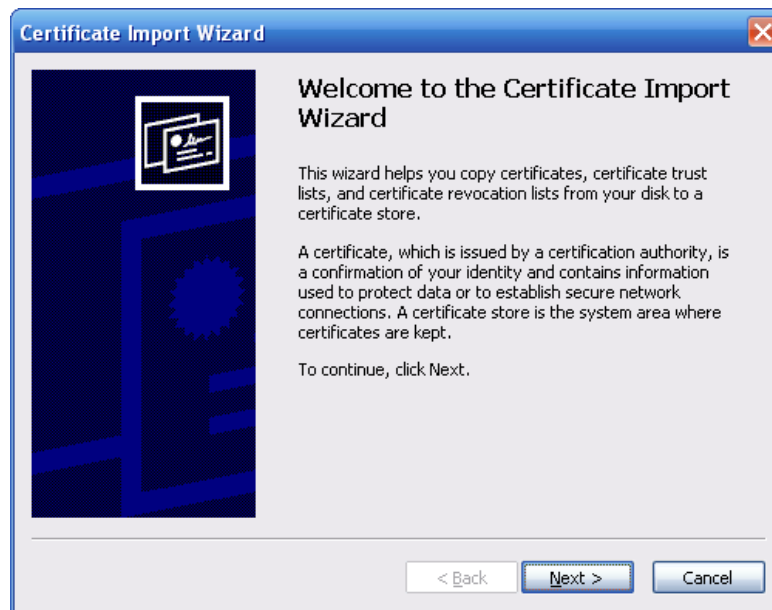 Certificate Import Wizard
Welcome to the Certificate Import
Wizard
This wizard helps you copy certificates, certificate trust
lists, and certificate revocation lists from your disk to a
certificate store.
A certificate, which is issued by a certification authority, is
a confirmation of your identity and contains information
used to protect data or to establish secure network
connections. A certificate store is the system area where
certificates are kept.
To continue, click Next.
< Back Next > Cancel